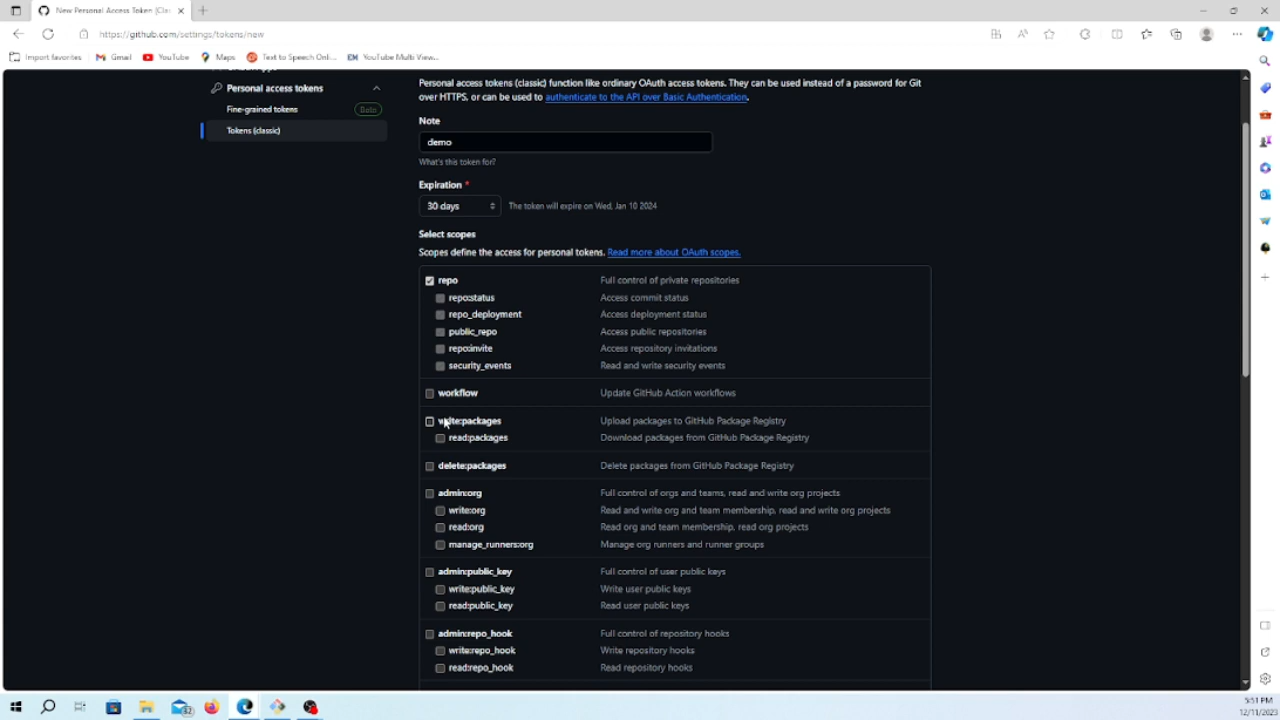 New Personal Access Token (Cla
https://github.com/settings/tokens/new
Import favorites
Gmail
YouTube
Maps
Text to Speech Onl...
YouTube Multi View...
Personal access tokens
Fine-grained tokens
Beta
Tokens (classic)
Personal access tokens (classic) function like ordinary OAuth access tokens. They can be used instead of a password for Git
over HTTPS, or can be used to authenticate to the API over Basic Authentication.
Note
demo
What's this token for?
Expiration *
30 days
The token will expire on Wed, Jan 10 2024
Select scopes
Scopes define the access for personal tokens. Read more about OAuth scopes.
repo Full control of private repositories
repo:status Access commit status
repo_deployment Access deployment status
public_repo Access public repositories
repo:invite Access repository invitations
security_events Read and write security events
workflow Update GitHub Action workflows
write:packages Upload packages to GitHub Package Registry
read:packages Download packages from GitHub Package Registry
delete:packages Delete packages from GitHub Package Registry
admin:org Full control of orgs and teams, read and write org projects
write:org Read and write org and team membership, read and write org projects
read:org Read org and team membership, read org projects
manage_runners:org Manage org runners and runner groups
admin:public_key Full control of user public keys
write:public_key Write user public keys
read:public_key Read user public keys
admin:repo_hook Full control of repository hooks
write:repo_hook Write repository hooks
read:repo_hook Read repository hooks
5:51 PM
12/11/2023